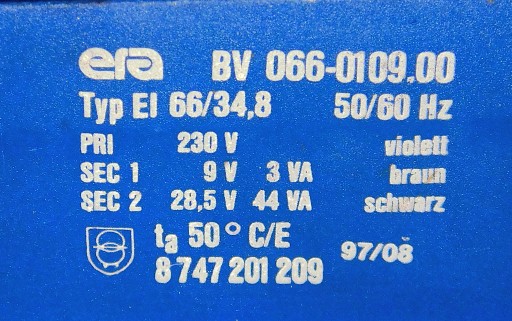 era BV 066-0109.00
Typ EI 66/34,8 50/60 Hz
PRI 230 V violett
SEC 1 9 V 3 VA braun
SEC 2 28,5 V 44 VA schwarz
ta 50° C/E 97/08
8 747 201 209